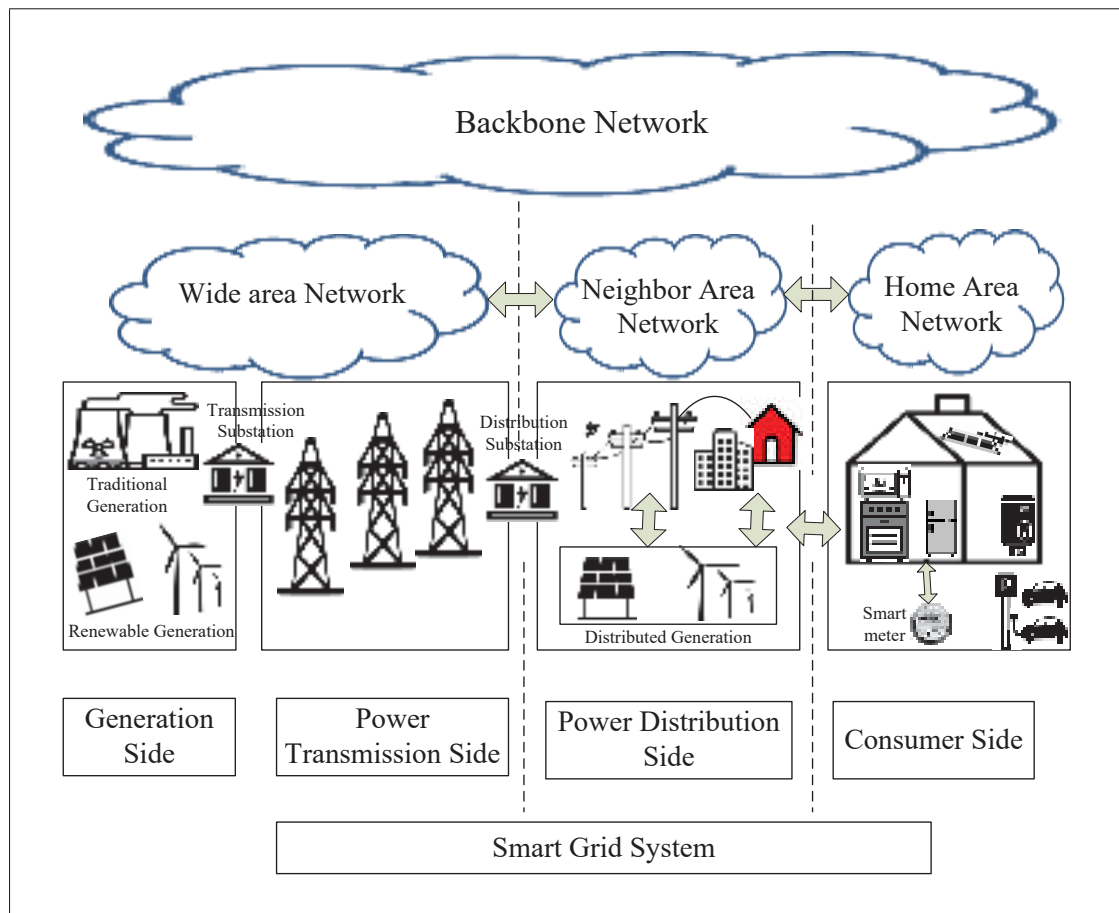 Backbone Network
Wide area Network
Neighbor Area
Network
Home Area
Network
Transmission
Substation
Distribution
Substation
Traditional
Generation
Renewable Generation
Distributed Generation
Smart
meter
Generation
Side
Power
Transmission Side
Power Distribution
Side
Consumer Side
Smart Grid System